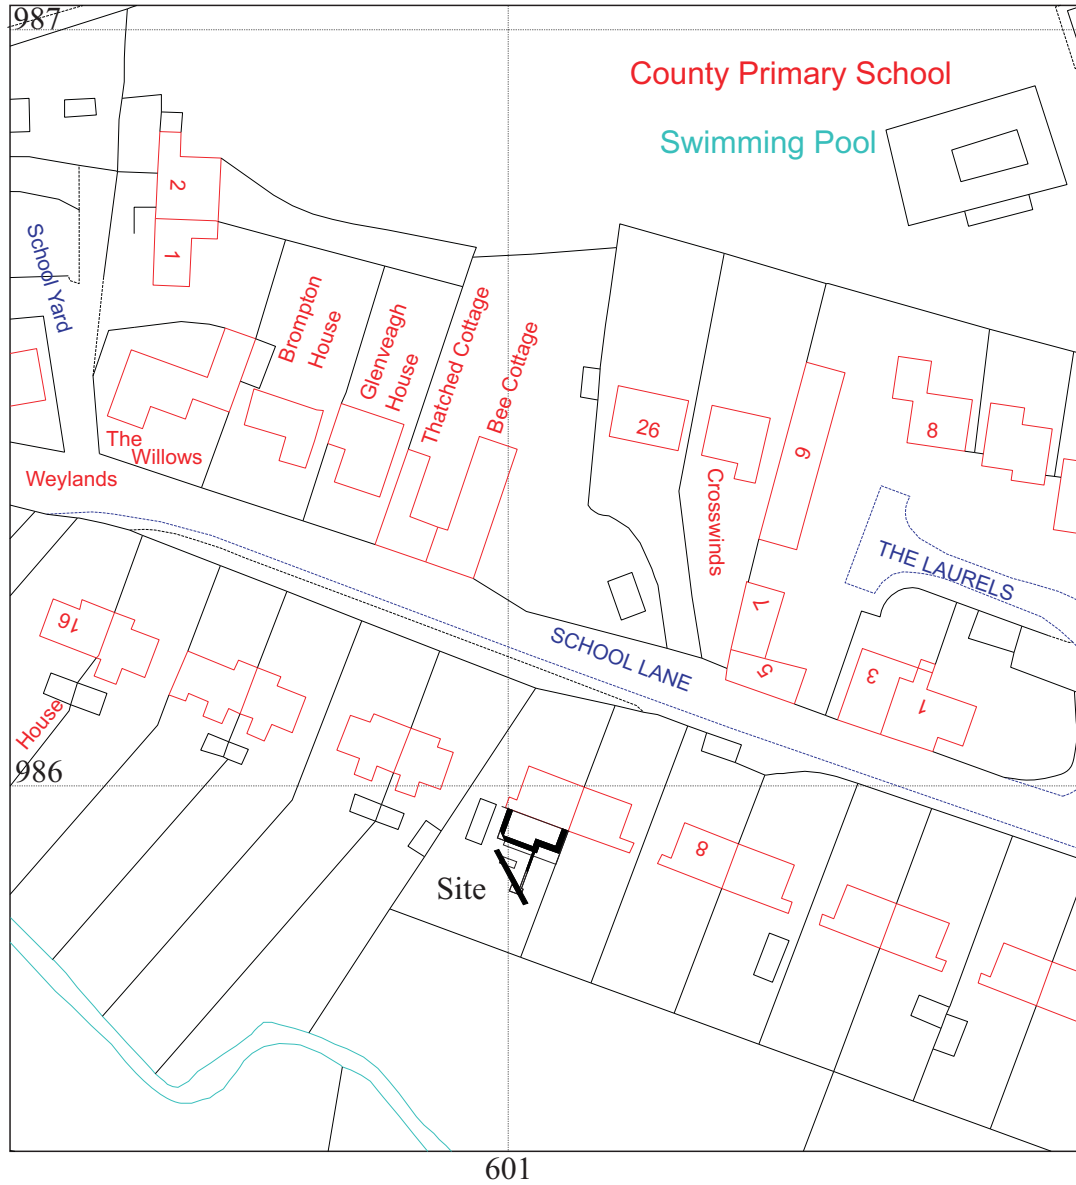 987
County Primary School
Swimming Pool
2
1
School Yard
Brompton
House
Glenveagh
House
Thatched Cottage
Bee Cottage
The
Willows
Weylands
26
Crosswinds
9
8
THE LAURELS
7
5
3
1
SCHOOL LANE
16
House
986
8
Site
601